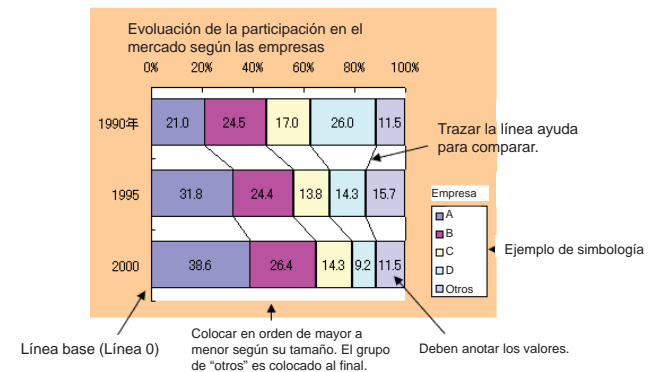 Evolución de la participación en el
mercado según las empresas
0% 20% 40% 60% 80% 100%
1990年 21.0 24.5 17.0 26.0 11.5
Trazar la línea ayuda
para comparar.
1995 31.8 24.4 13.8 14.3 15.7
Empresa
A
B
C
D
Otros
Ejemplo de simbología
2000 38.6 26.4 14.3 9.2 11.5
Línea base (Línea 0)
Colocar en orden de mayor a
menor según su tamaño. El grupo
de “otros” es colocado al final.
Deben anotar los valores.